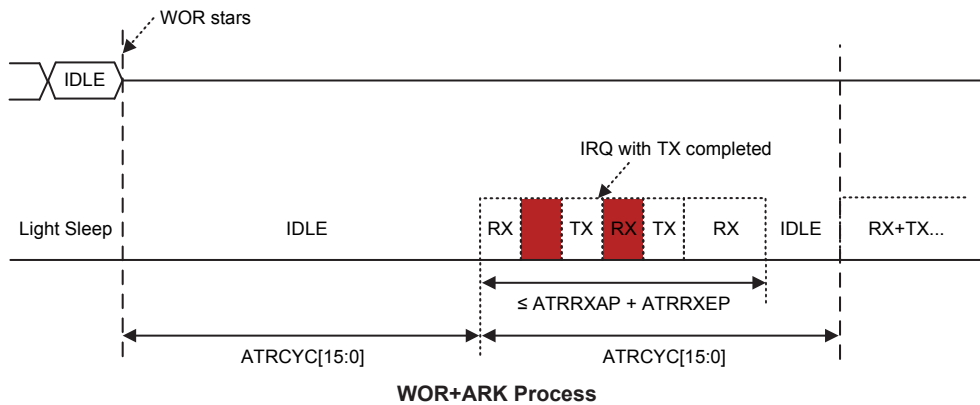 WOR stars
IDLE
IRQ with TX completed
Light Sleep
IDLE
RX
TX
RX
TX
RX
IDLE
RX+TX...
≤ ATRRXAP + ATRRXEP
ATRCYC[15:0]
ATRCYC[15:0]
WOR+ARK Process